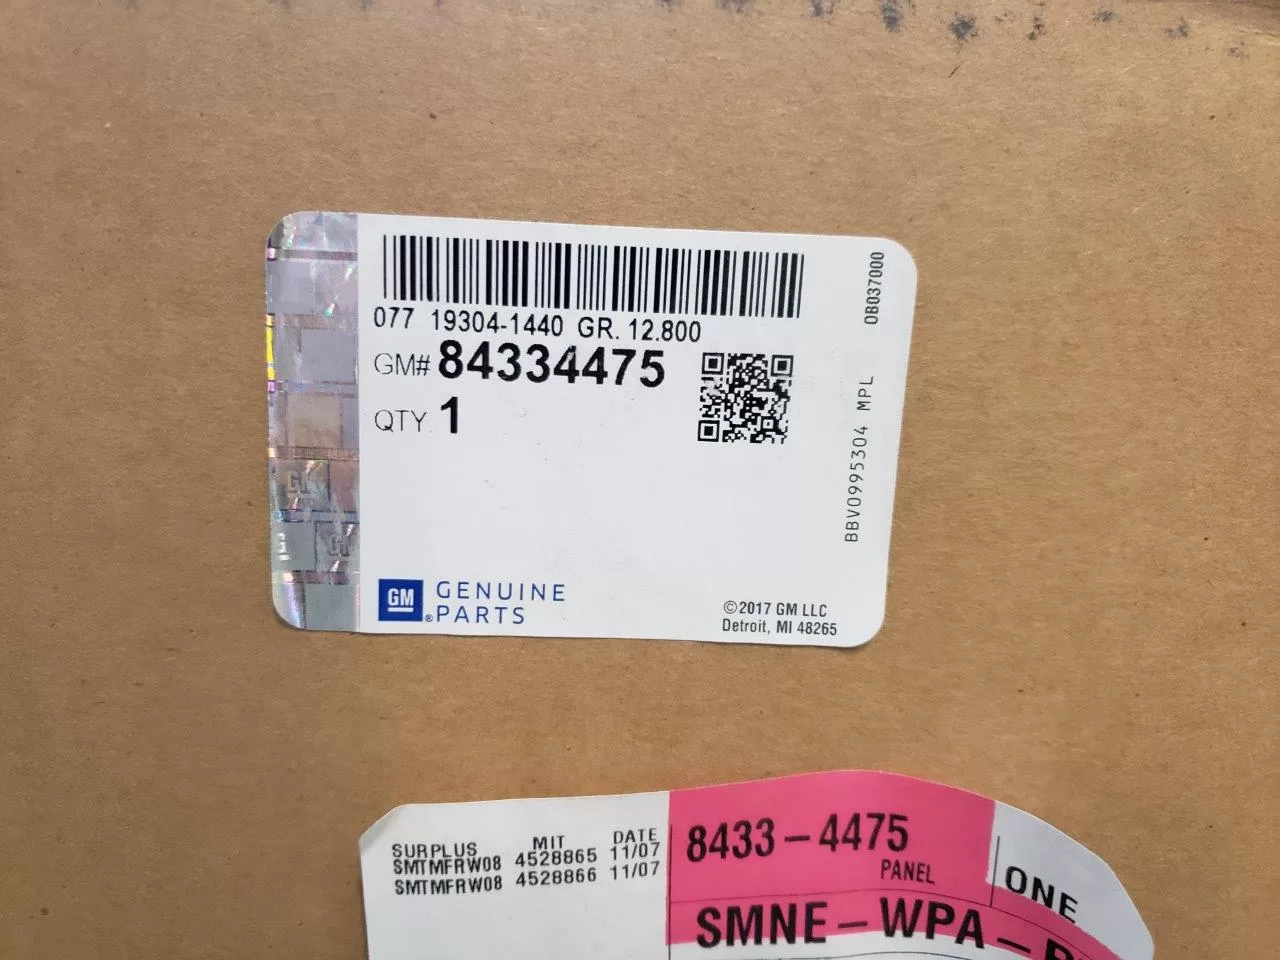 077 19304-1440 GR. 12.800
GM# 84334475
QTY 1
0B037000
BBV0995304 MPL
GM
GM
G
GM GENUINE
® PARTS
©2017 GM LLC
Detroit, MI 48265
SURPLUS MIT DATE
SMTMFRW08 4528865 11/07
SMTMFRW08 4528866 11/07
8433-4475
PANEL
ONE
SMNE-WPA-